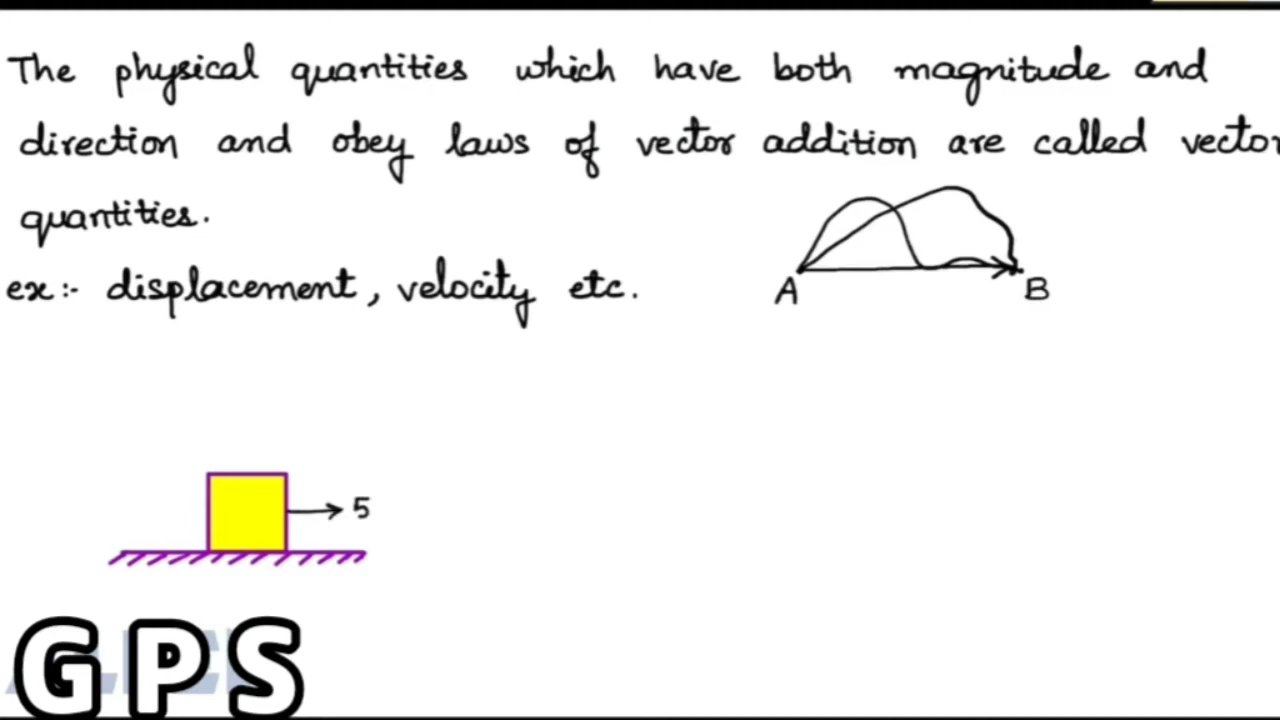 The physical quantities which have both magnitude and
direction and obey laws of vector addition are called vector
quantities.
ex:- displacement, velocity etc.
A
B
5
GPS